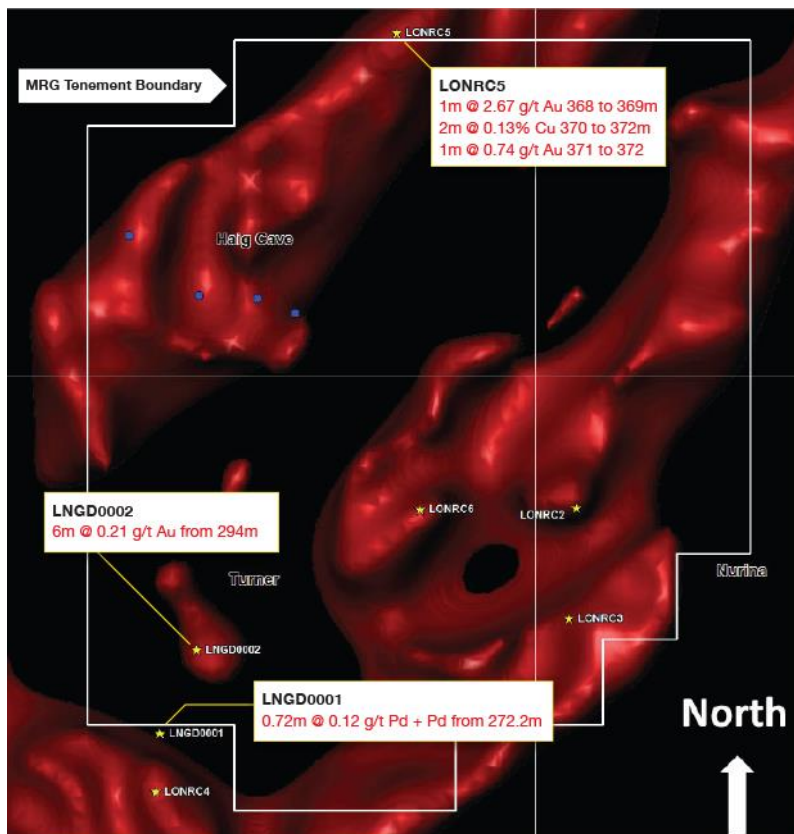 LONRC5
MRG Tenement Boundary
LONRC5
1m @ 2.67 g/t Au 368 to 369m
2m @ 0.13% Cu 370 to 372m
1m @ 0.74 g/t Au 371 to 372
Haig Cave
LNGD0002
6m @ 0.21 g/t Au from 294m
LONRC6
LONRC2
Turner
Nurina
LONRC3
LNGD0002
LNGD0001
0.72m @ 0.12 g/t Pd + Pd from 272.2m
LNGD0001
North
LONRC4